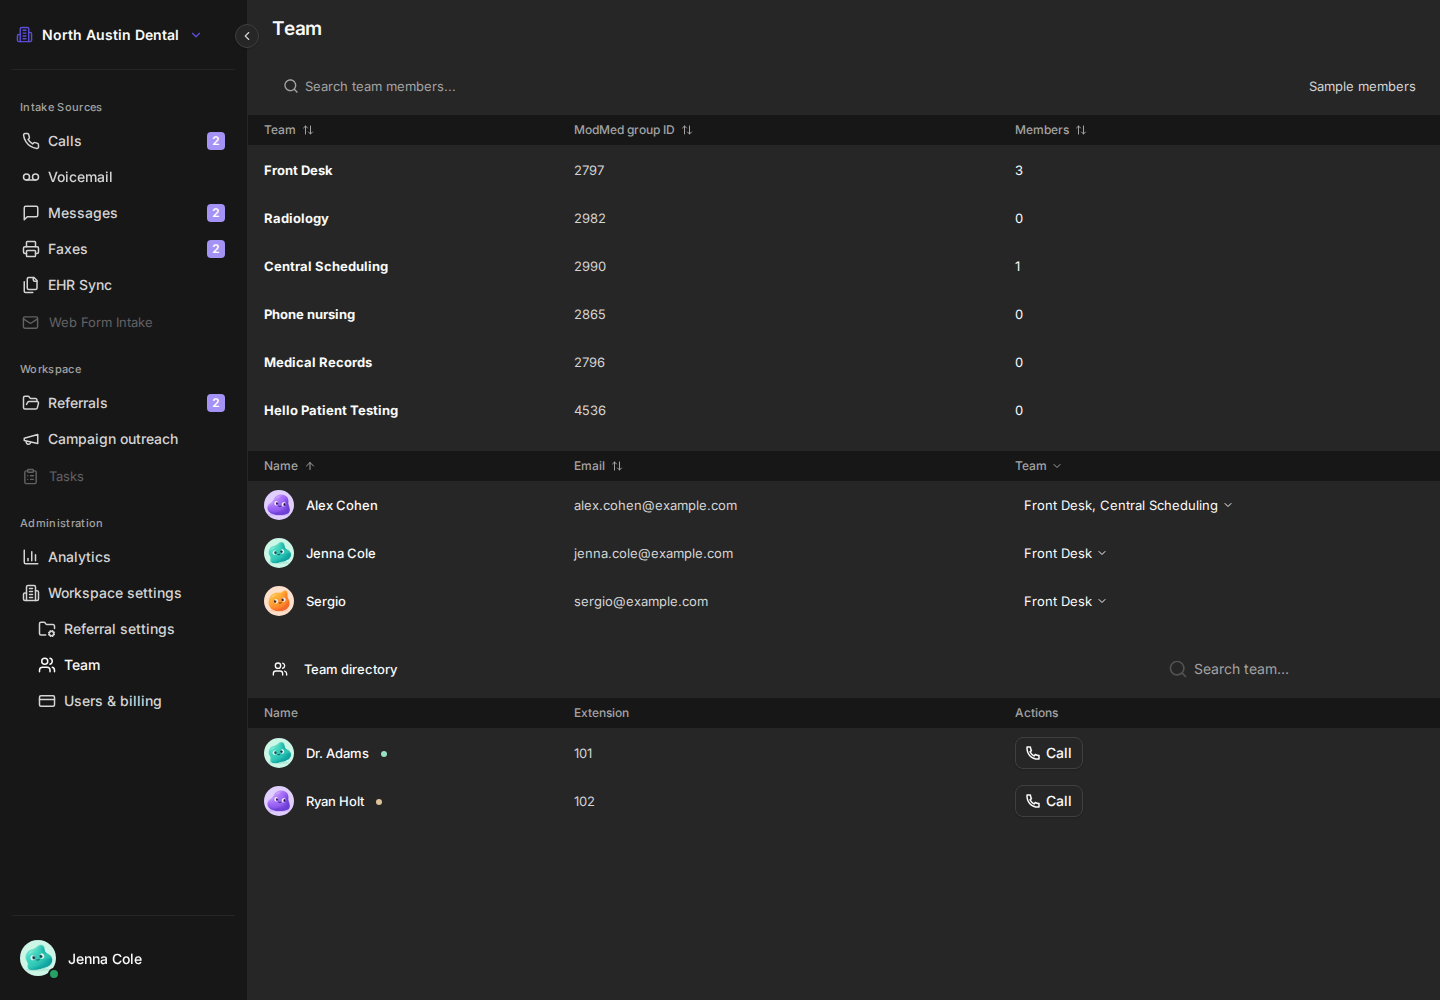 North Austin Dental
Intake Sources
Calls 2
Voicemail
Messages 2
Faxes 2
EHR Sync
Web Form Intake
Workspace
Referrals 2
Campaign outreach
Tasks
Administration
Analytics
Workspace settings
Referral settings
Team
Users & billing
Jenna Cole
Team
Search team members... Sample members
Team ModMed group ID Members
Front Desk 2797 3
Radiology 2982 0
Central Scheduling 2990 1
Phone nursing 2865 0
Medical Records 2796 0
Hello Patient Testing 4536 0
Name Email Team
Alex Cohen alex.cohen@example.com Front Desk, Central Scheduling
Jenna Cole jenna.cole@example.com Front Desk
Sergio sergio@example.com Front Desk
Team directory Search team...
Name Extension Actions
Dr. Adams 101 Call
Ryan Holt 102 Call